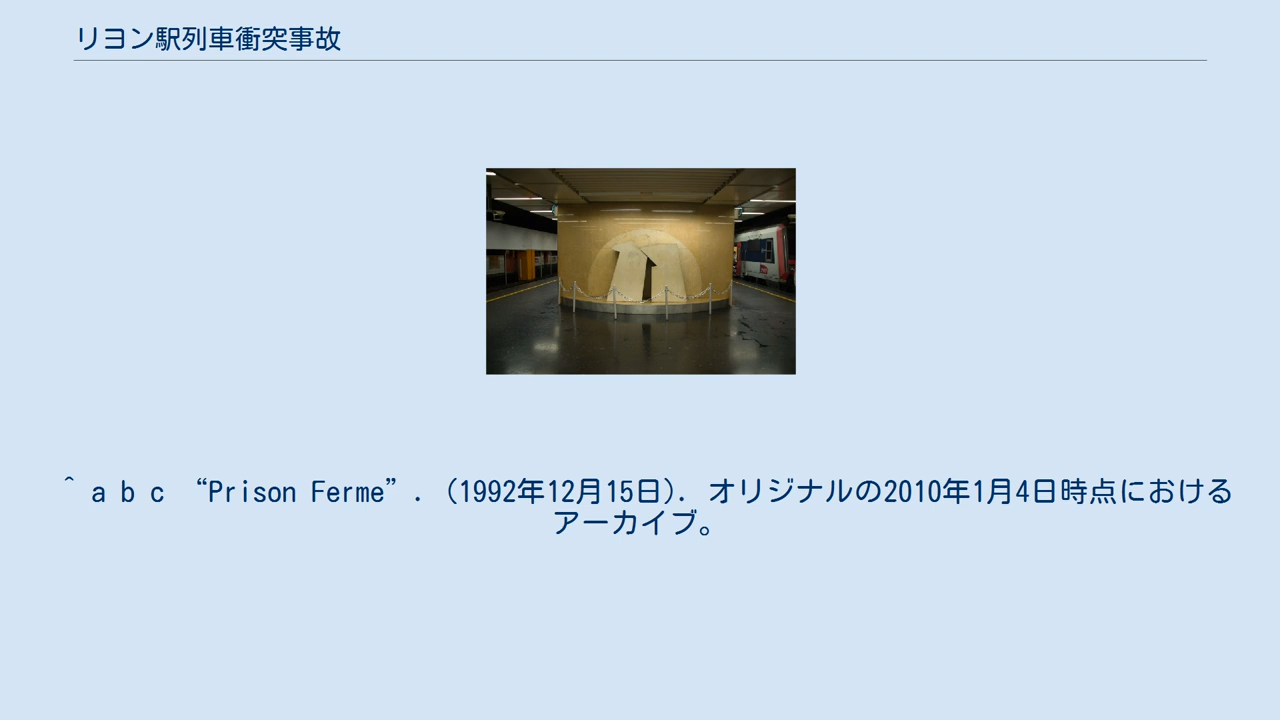 リヨン駅列車衝突事故
^ a b c “Prison Ferme”. (1992年12月15日). オリジナルの2010年1月4日時点における
アーカイブ。